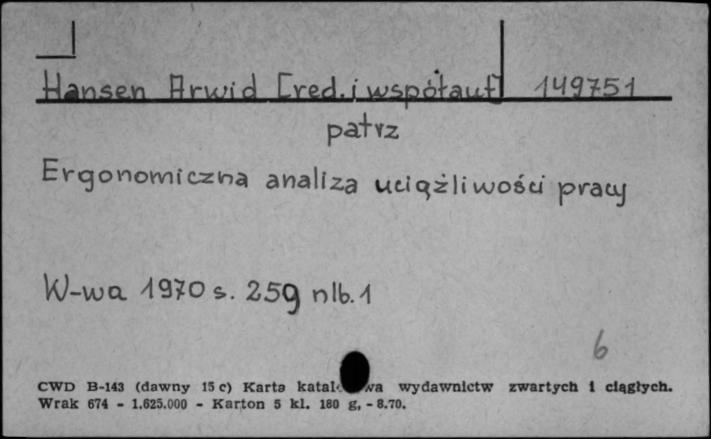 Hansen Arwid [red. i współaut] 149751
patrz
Ergonomiczna analiza uciążliwości pracy
W-wa 1970 s. 259 nlb. 1
6
CWD B-143 (dawny 15 c) Karta wydawnictw zwartych i ciągłych.
Wrak 674 - 1.625.000 - Karton 5 kl. 180 g, - 8.70.